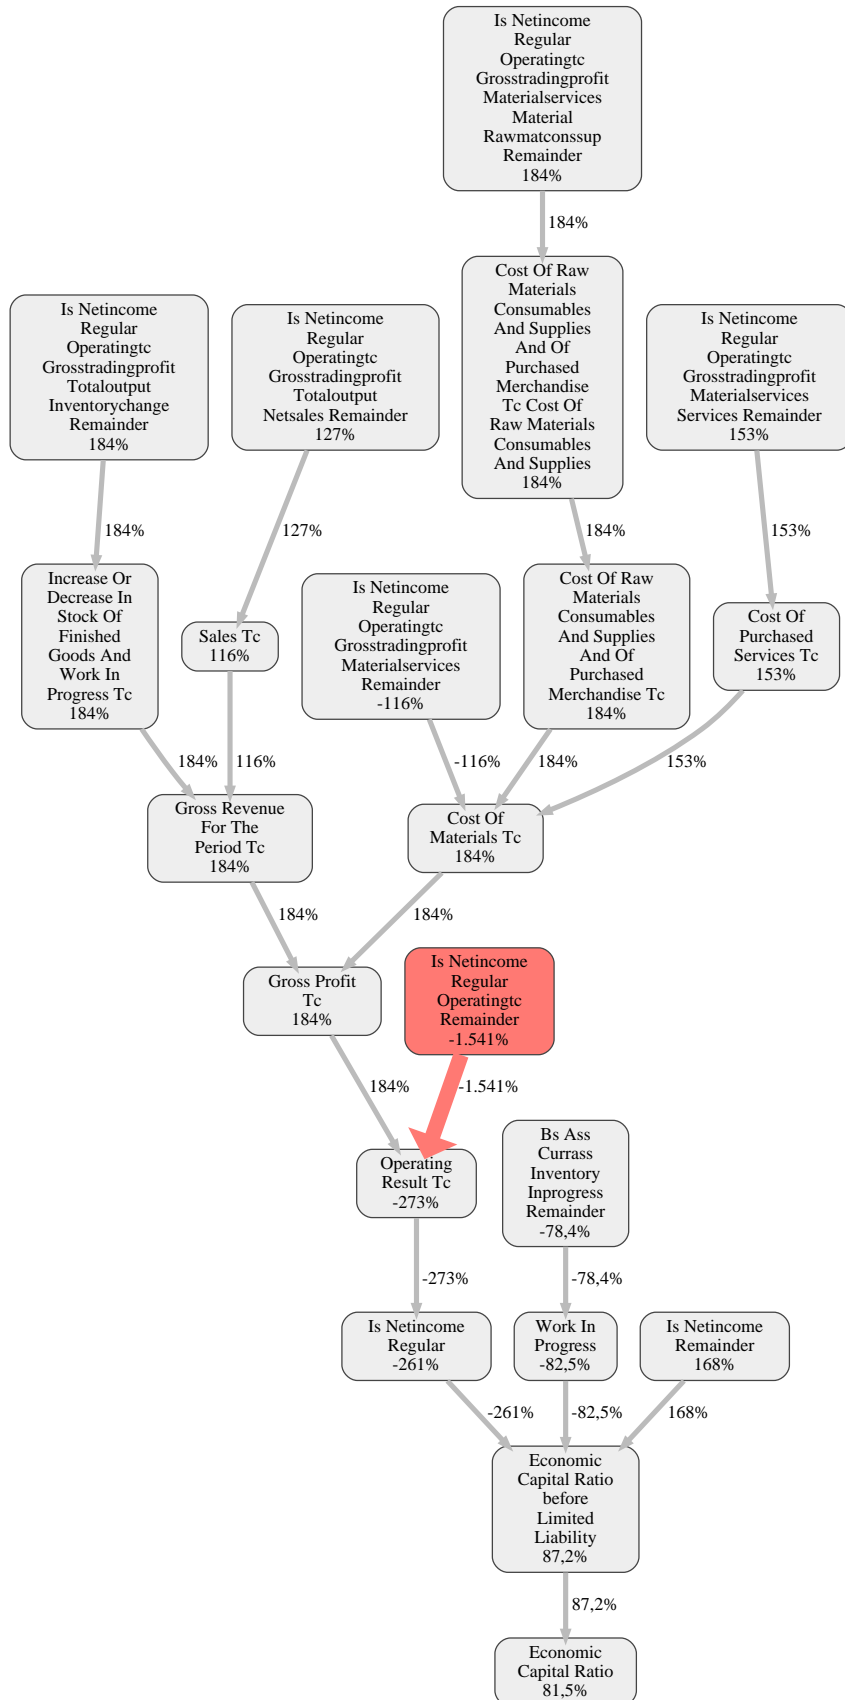 Is Netincome
Regular
Operatingtc
Grosstradingprofit
Materialservices
Material
Rawmatconssup
Remainder
184%
184%
Is Netincome
Regular
Operatingtc
Grosstradingprofit
Totaloutput
Inventorychange
Remainder
184%
Is Netincome
Regular
Operatingtc
Grosstradingprofit
Totaloutput
Netsales Remainder
127%
Cost Of Raw
Materials
Consumables
And Supplies
And Of
Purchased
Merchandise
Tc Cost Of
Raw Materials
Consumables
And Supplies
184%
Is Netincome
Regular
Operatingtc
Grosstradingprofit
Materialservices
Services Remainder
153%
184%
127%
184%
153%
Increase Or
Decrease In
Stock Of
Finished
Goods And
Work In
Progress Tc
184%
Sales Tc
116%
Is Netincome
Regular
Operatingtc
Grosstradingprofit
Materialservices
Remainder
-116%
Cost Of Raw
Materials
Consumables
And Supplies
And Of
Purchased
Merchandise Tc
184%
Cost Of
Purchased
Services Tc
153%
184%
116%
-116%
184%
153%
Gross Revenue
For The
Period Tc
184%
Cost Of
Materials Tc
184%
184%
184%
Gross Profit
Tc
184%
Is Netincome
Regular
Operatingtc
Remainder
-1.541%
184%
-1.541%
Operating
Result Tc
-273%
Bs Ass
Currass
Inventory
Inprogress
Remainder
-78,4%
-273%
-78,4%
Is Netincome
Regular
-261%
Work In
Progress
-82,5%
Is Netincome
Remainder
168%
-261%
-82,5%
168%
Economic
Capital Ratio
before
Limited
Liability
87,2%
87,2%
Economic
Capital Ratio
81,5%